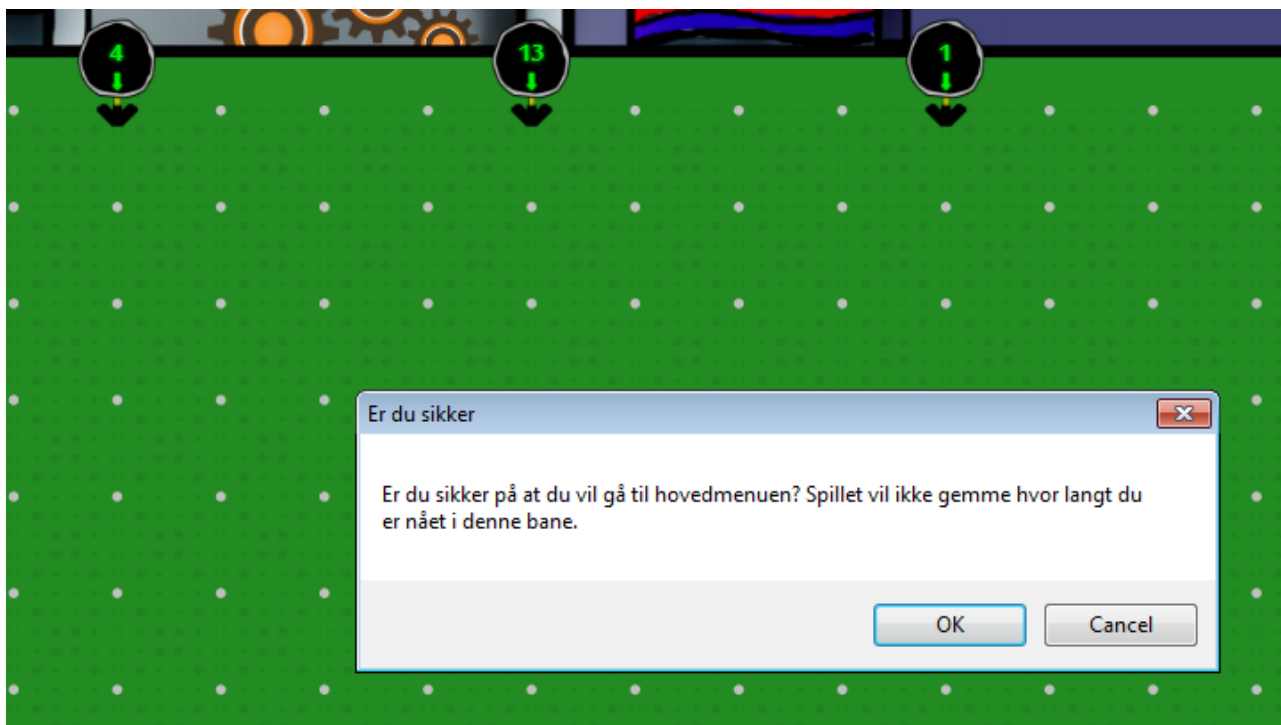 4
13
1
Er du sikker
Er du sikker på at du vil gå til hovedmenuen? Spillet vil ikke gemme hvor langt du
er nået i denne bane.
OK
Cancel